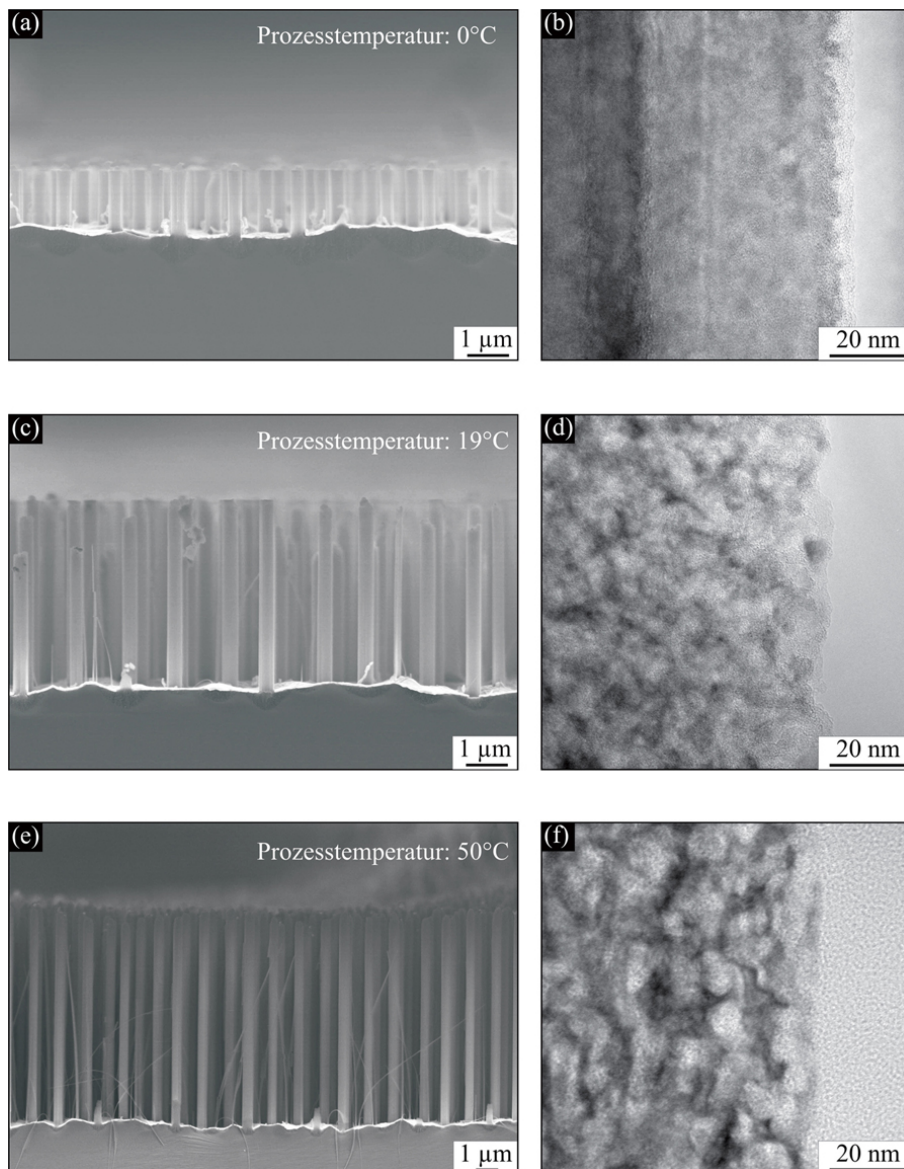 (a)
Prozesstemperatur: 0°C
1 µm
(b)
20 nm
(c)
Prozesstemperatur: 19°C
1 µm
(d)
20 nm
(e)
Prozesstemperatur: 50°C
1 µm
(f)
20 nm